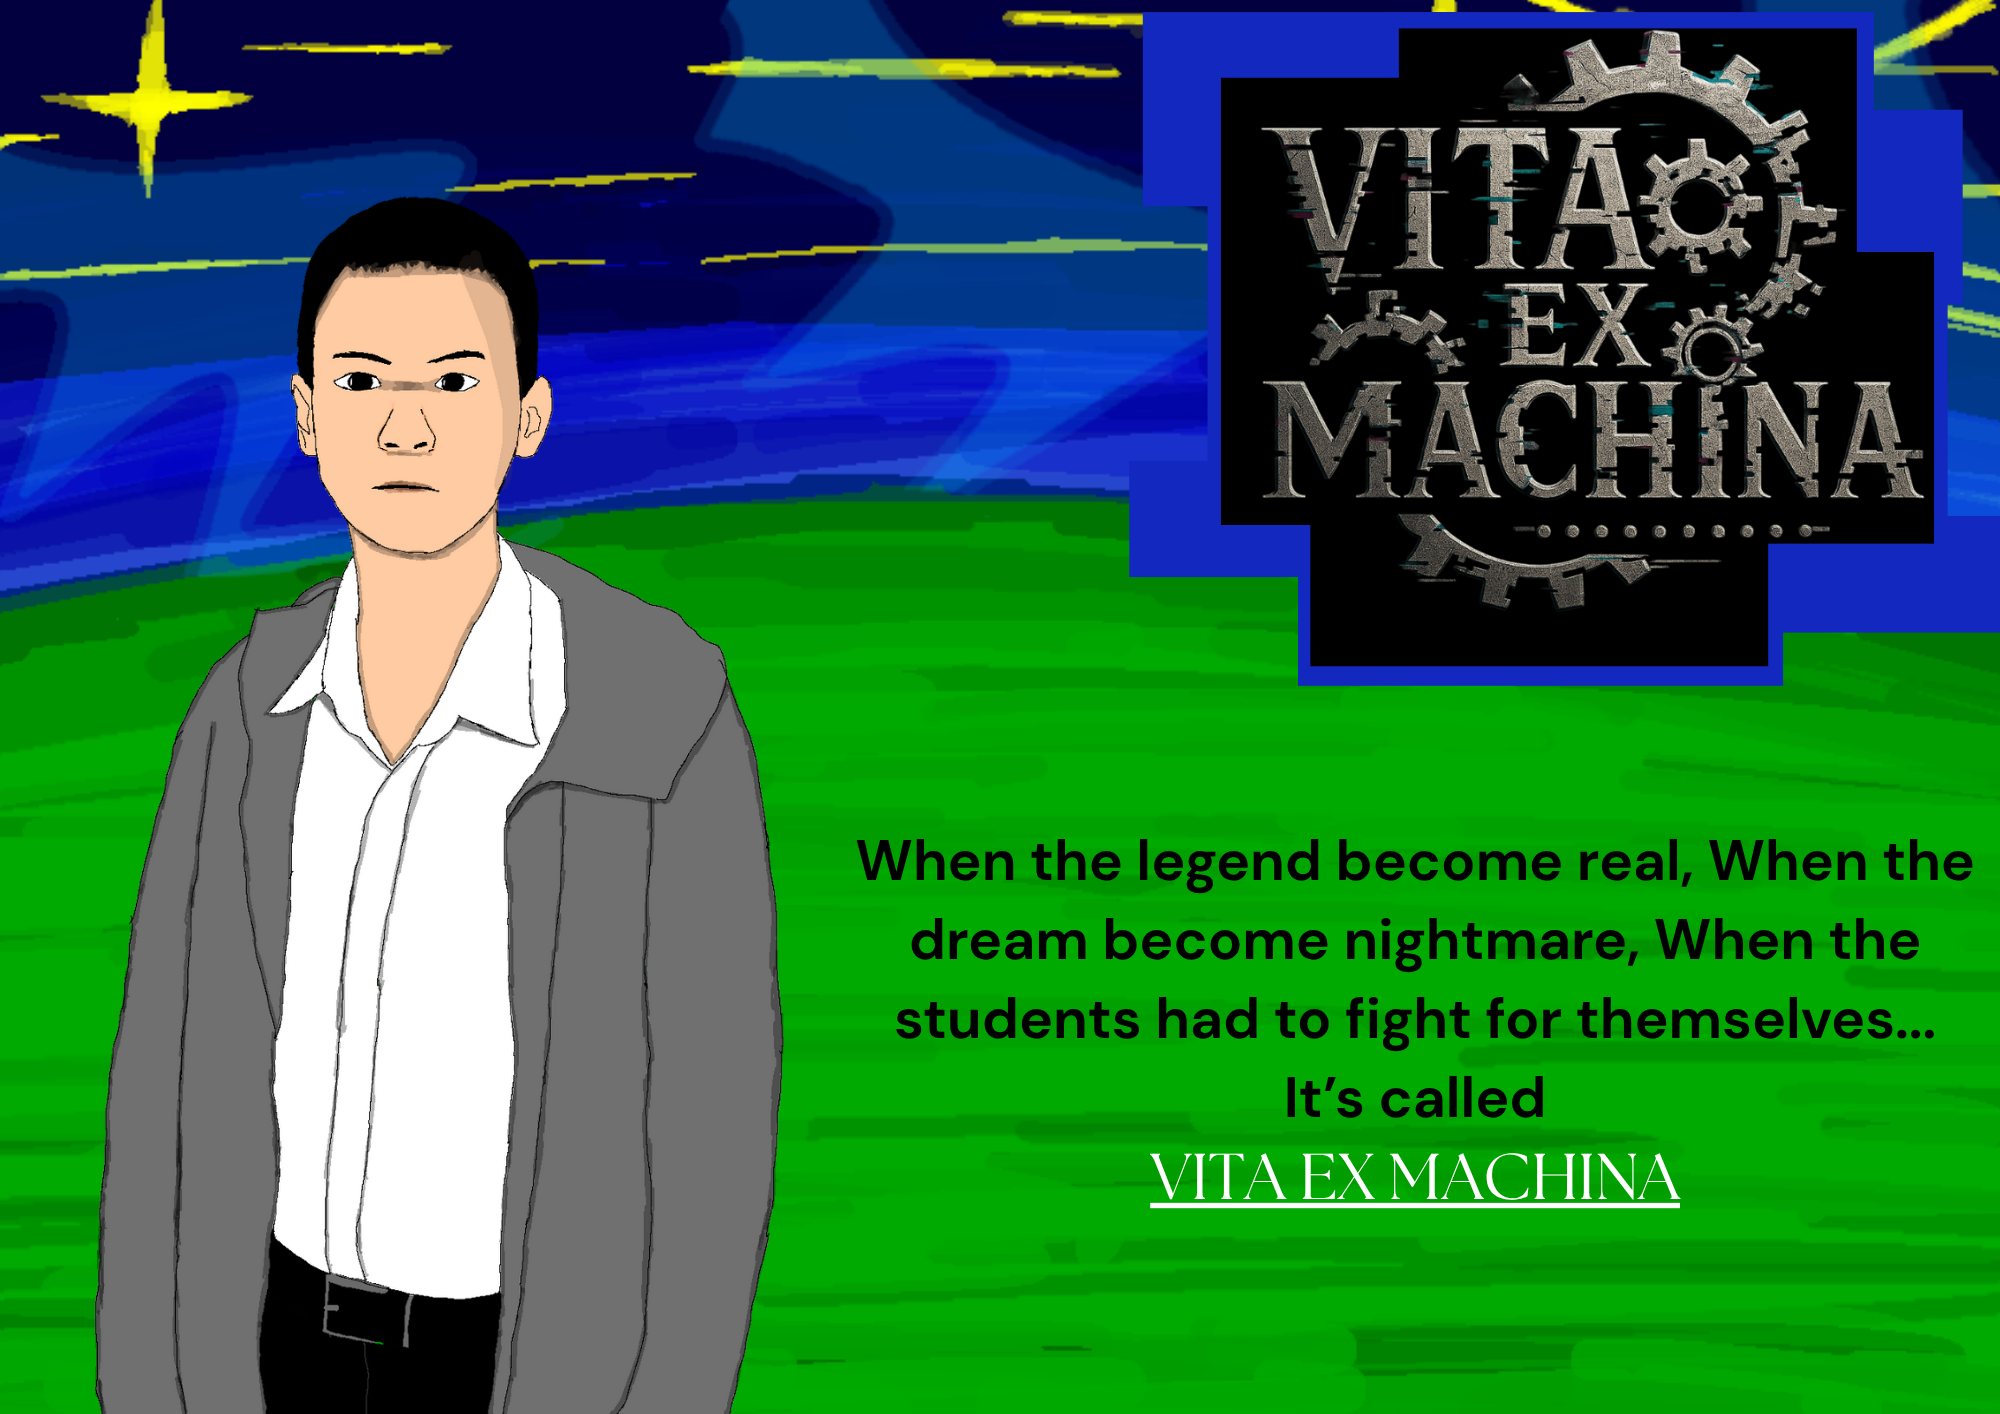 VITA
EX
MACHINA
When the legend become real, When the
dream become nightmare, When the
students had to fight for themselves...
It's called
VITA EX MACHINA